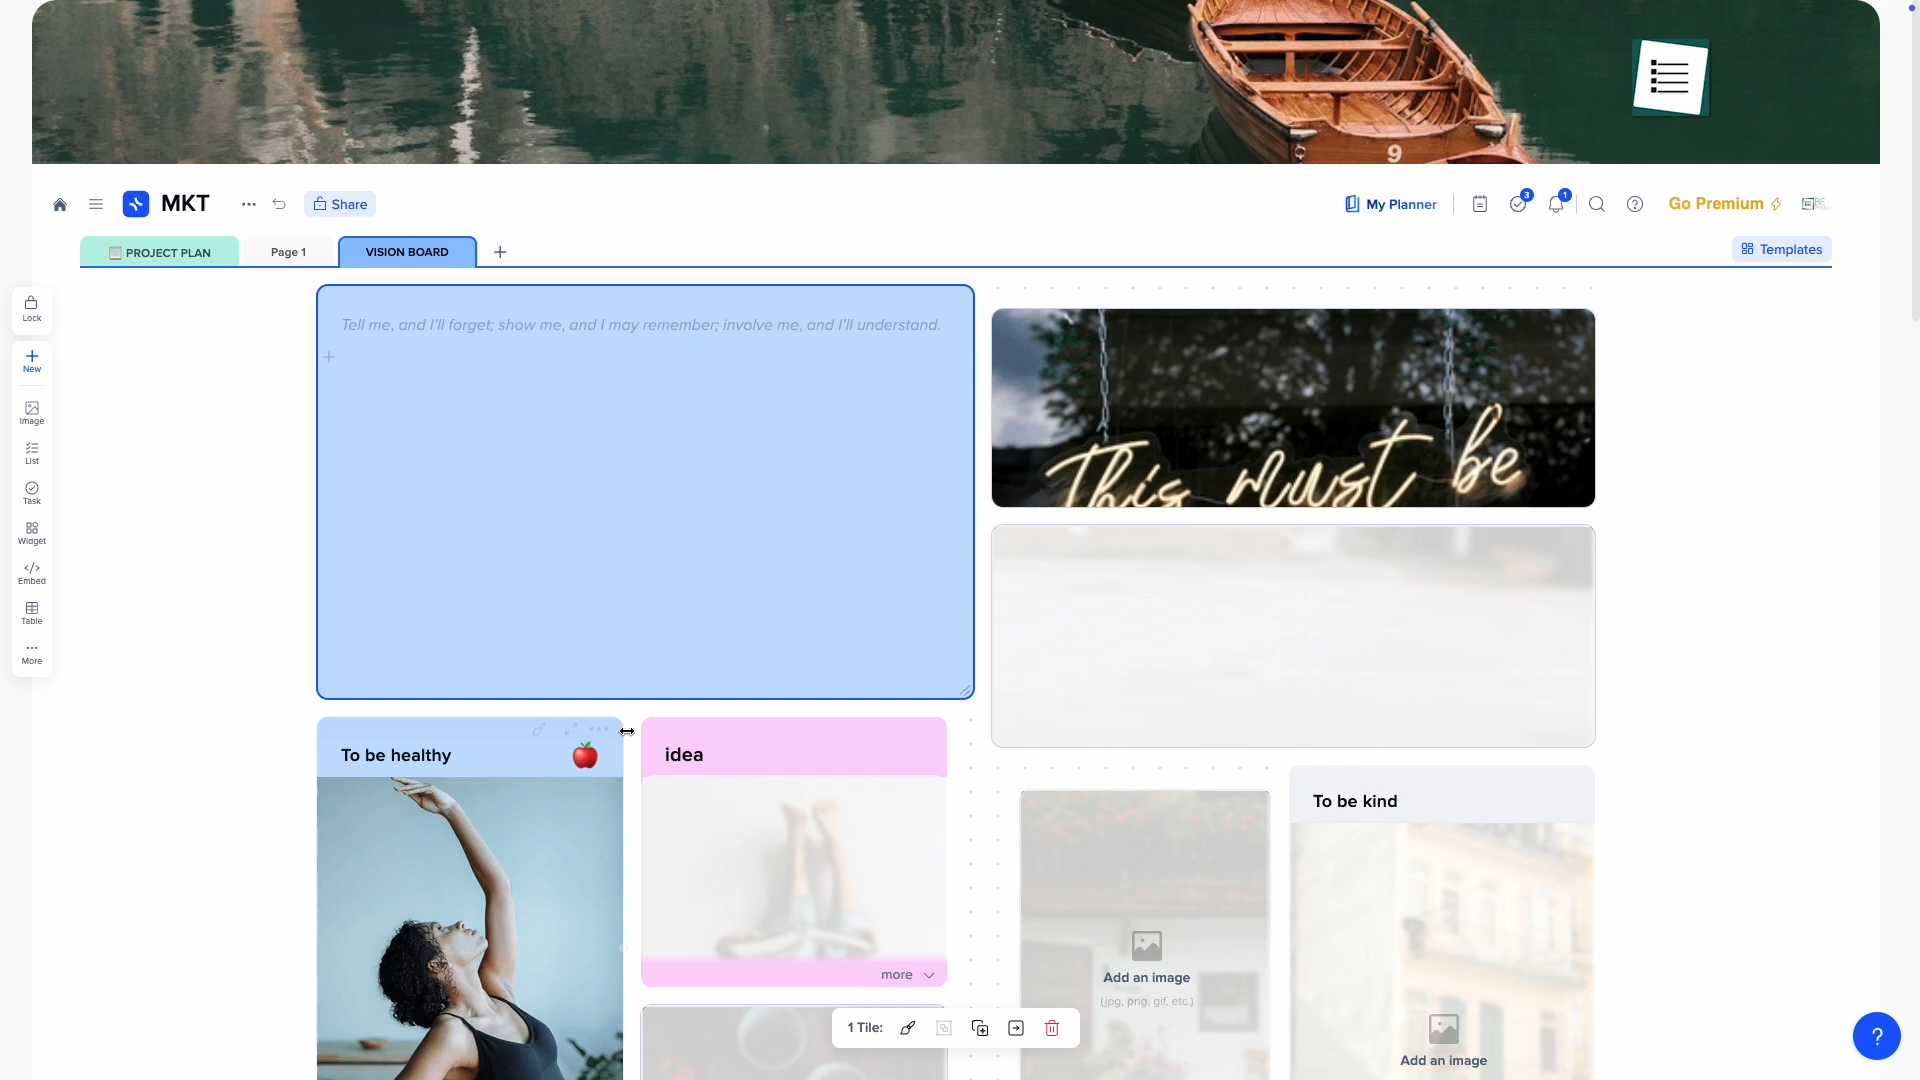 9
MKT
Share
My Planner
3
1
Go Premium
PROJECT PLAN
Page 1
VISION BOARD
Templates
Lock
New
Image
List
Task
Widget
Embed
Table
More
Tell me, and I'll forget; show me, and I may remember; involve me, and I'll understand.
This must be
To be healthy
idea
more
To be kind
Add an image
(jpg, png, gif, etc.)
Add an image
1 Tile:
?